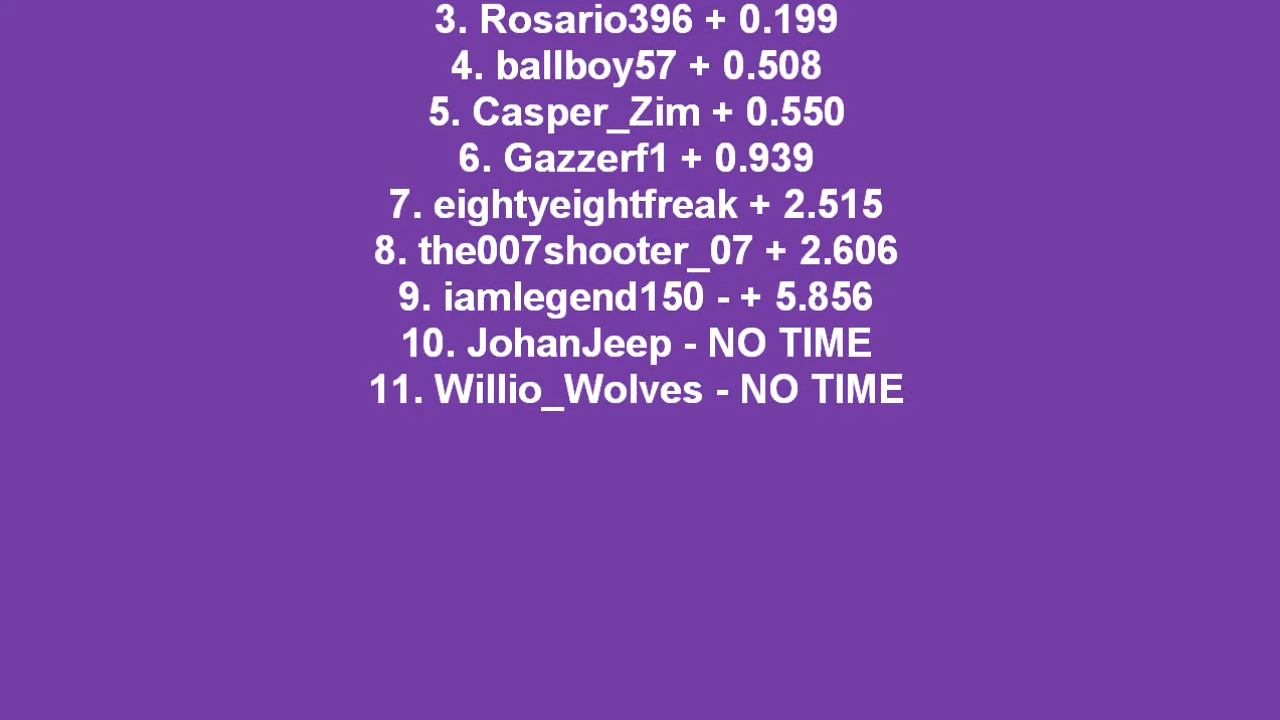 3. Rosario396 + 0.199
4. ballboy57 + 0.508
5. Casper_Zim + 0.550
6. Gazzerf1 + 0.939
7. eightyeightfreak + 2.515
8. the007shooter_07 + 2.606
9. iamlegend150 - + 5.856
10. JohanJeep - NO TIME
11. Willio_Wolves - NO TIME